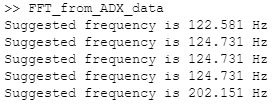 >> FFT_from_ADX_data
Suggested frequency is 122.581 Hz
Suggested frequency is 124.731 Hz
Suggested frequency is 124.731 Hz
Suggested frequency is 124.731 Hz
Suggested frequency is 202.151 Hz